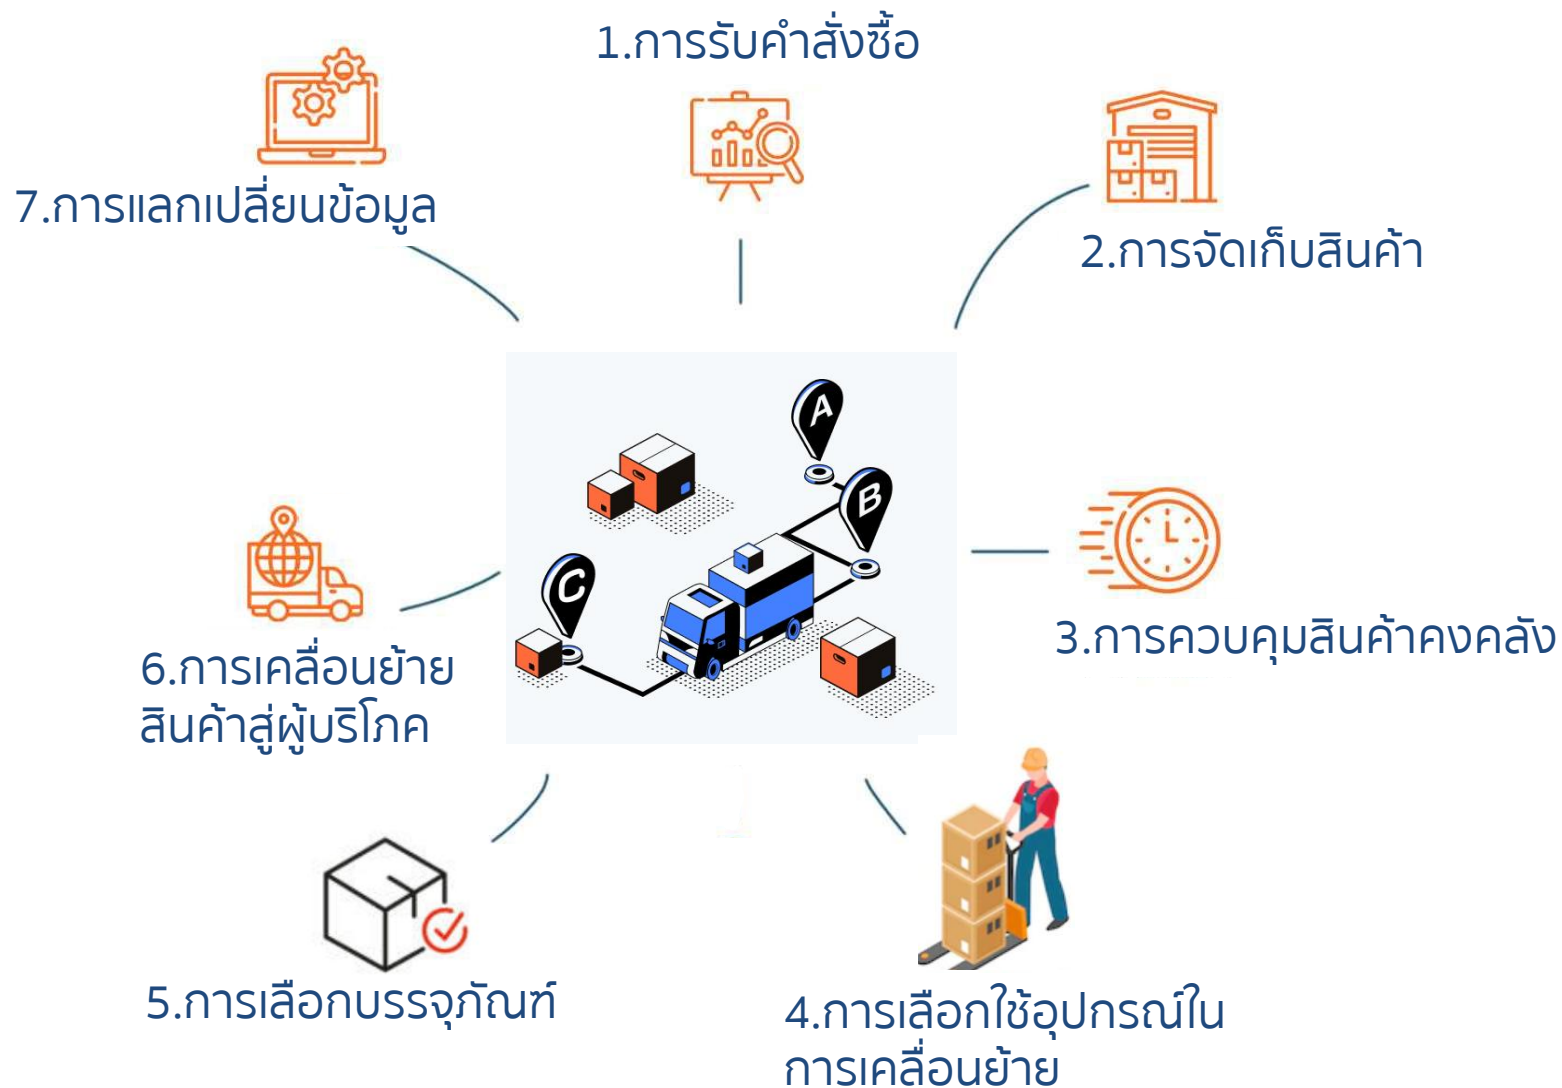 1.การรับคำสั่งซื้อ
2.การจัดเก็บสินค้า
3.การควบคุมสินค้าคงคลัง
4.การเลือกใช้อุปกรณ์ใน
การเคลื่อนย้าย
5.การเลือกบรรจุภัณฑ์
6.การเคลื่อนย้าย
สินค้าสู่ผู้บริโภค
7.การแลกเปลี่ยนข้อมูล
A
B
C